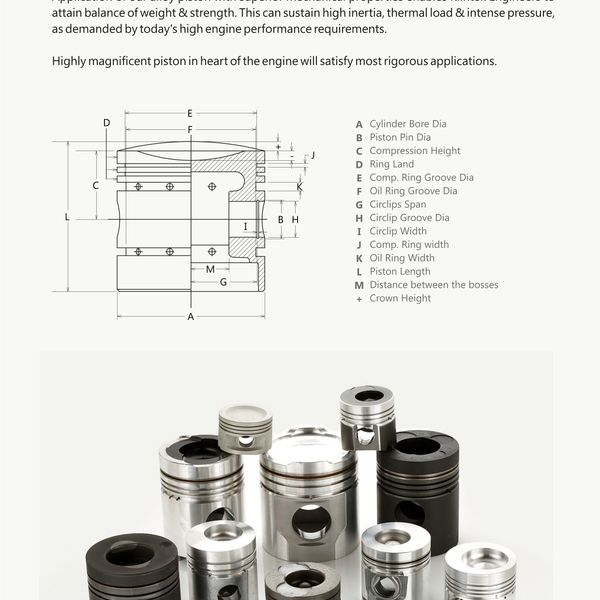 attain balance of weight & strength. This can sustain high inertia, thermal load & intense pressure,
as demanded by today's high engine performance requirements.
Highly magnificent piston in heart of the engine will satisfy most rigorous applications.
E
F
D
+
J
C
K
L
B
H
I
M
G
A
A Cylinder Bore Dia
B Piston Pin Dia
C Compression Height
D Ring Land
E Comp. Ring Groove Dia
F Oil Ring Groove Dia
G Circlips Span
H Circlip Groove Dia
I Circlip Width
J Comp. Ring width
K Oil Ring Width
L Piston Length
M Distance between the bosses
+ Crown Height